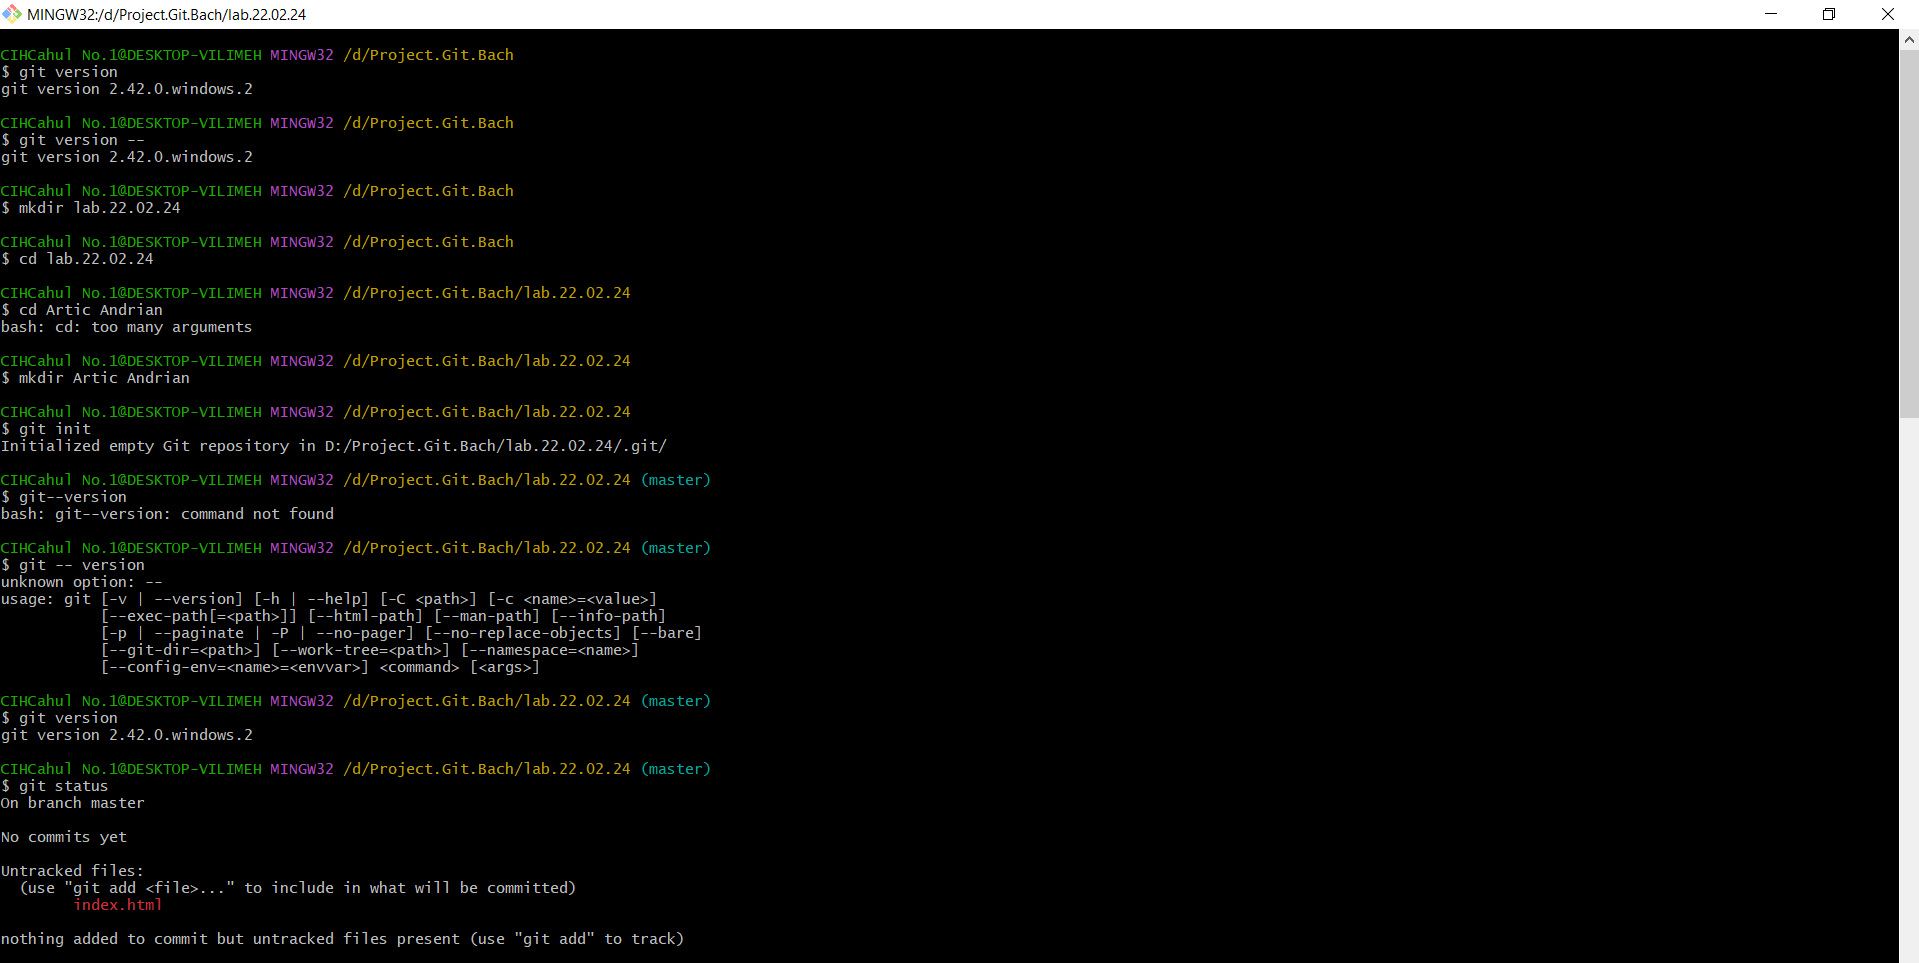 MINGW32:/d/Project.Git.Bach/lab.22.02.24
CIHCahul No.1@DESKTOP-VILIMEH MINGW32 /d/Project.Git.Bach
$ git version
git version 2.42.0.windows.2
CIHCahul No.1@DESKTOP-VILIMEH MINGW32 /d/Project.Git.Bach
$ git version --
git version 2.42.0.windows.2
CIHCahul No.1@DESKTOP-VILIMEH MINGW32 /d/Project.Git.Bach
$ mkdir lab.22.02.24
CIHCahul No.1@DESKTOP-VILIMEH MINGW32 /d/Project.Git.Bach
$ cd lab.22.02.24
CIHCahul No.1@DESKTOP-VILIMEH MINGW32 /d/Project.Git.Bach/lab.22.02.24
$ cd Artic Andrian
bash: cd: too many arguments
CIHCahul No.1@DESKTOP-VILIMEH MINGW32 /d/Project.Git.Bach/lab.22.02.24
$ mkdir Artic Andrian
CIHCahul No.1@DESKTOP-VILIMEH MINGW32 /d/Project.Git.Bach/lab.22.02.24
$ git init
Initialized empty Git repository in D:/Project.Git.Bach/lab.22.02.24/.git/
CIHCahul No.1@DESKTOP-VILIMEH MINGW32 /d/Project.Git.Bach/lab.22.02.24 (master)
$ git--version
bash: git--version: command not found
CIHCahul No.1@DESKTOP-VILIMEH MINGW32 /d/Project.Git.Bach/lab.22.02.24 (master)
$ git -- version
unknown option: --
usage: git [-v | --version] [-h | --help] [-C <path>] [-c <name>=<value>]
[--exec-path[=<path>]] [--html-path] [--man-path] [--info-path]
[-p | --paginate | -P | --no-pager] [--no-replace-objects] [--bare]
[--git-dir=<path>] [--work-tree=<path>] [--namespace=<name>]
[--config-env=<name>=<envvar>] <command> [<args>]
CIHCahul No.1@DESKTOP-VILIMEH MINGW32 /d/Project.Git.Bach/lab.22.02.24 (master)
$ git version
git version 2.42.0.windows.2
CIHCahul No.1@DESKTOP-VILIMEH MINGW32 /d/Project.Git.Bach/lab.22.02.24 (master)
$ git status
On branch master
No commits yet
Untracked files:
(use "git add <file>..." to include in what will be committed)
index.html
nothing added to commit but untracked files present (use "git add" to track)